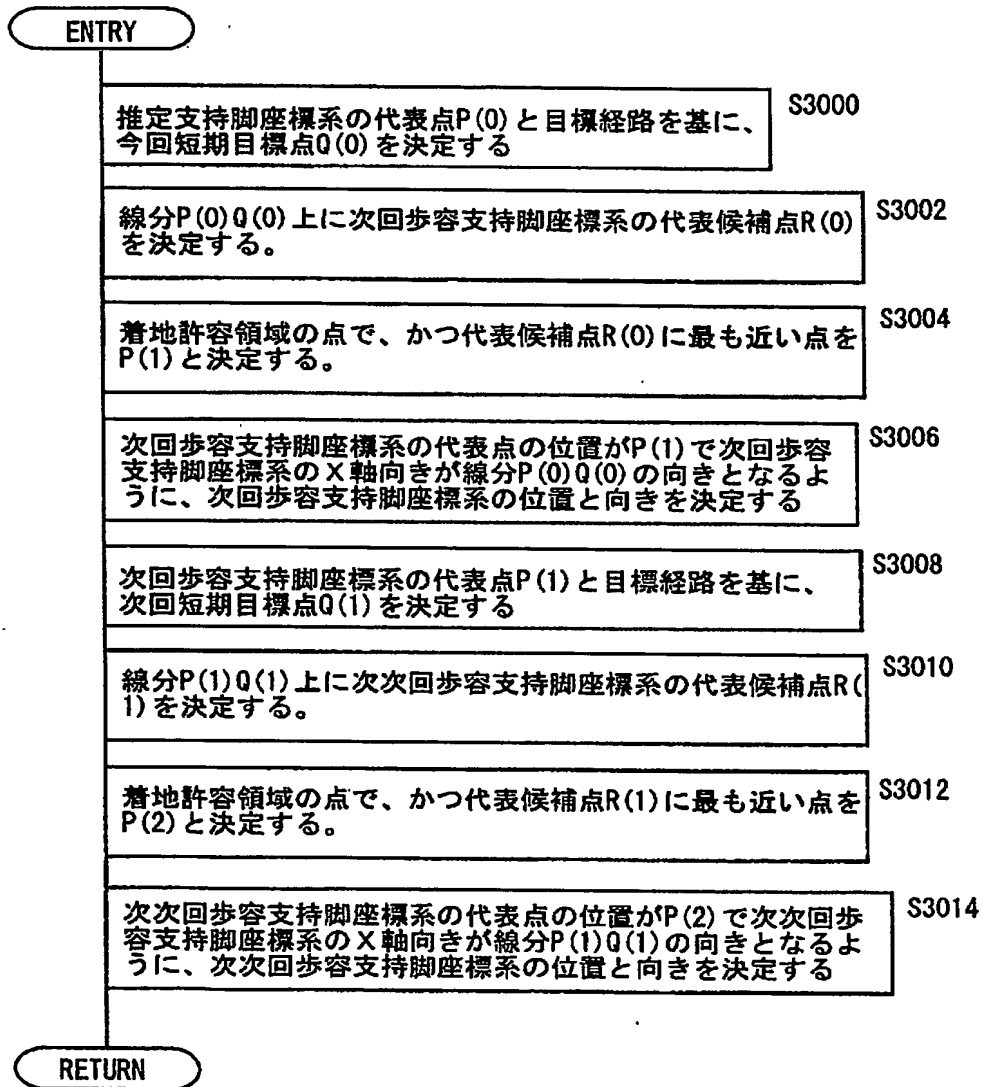 ENTRY
S3000
推定支持脚座標系の代表点P(0)と目標経路を基に、
今回短期目標点Q(0)を決定する
S3002
線分P(0)Q(0)上に次回歩容支持脚座標系の代表候補点R(0)
を決定する。
S3004
着地許容領域の点で、かつ代表候補点R(0)に最も近い点を
P(1)と決定する。
S3006
次回歩容支持脚座標系の代表点の位置がP(1)で次回歩容
支持脚座標系のX軸向きが線分P(0)Q(0)の向きとなるよ
うに、次回歩容支持脚座標系の位置と向きを決定する
S3008
次回歩容支持脚座標系の代表点P(1)と目標経路を基に、
次回短期目標点Q(1)を決定する
S3010
線分P(1)Q(1)上に次次回歩容支持脚座標系の代表候補点R(
1)を決定する。
S3012
着地許容領域の点で、かつ代表候補点R(1)に最も近い点を
P(2)と決定する。
S3014
次次回歩容支持脚座標系の代表点の位置がP(2)で次次回歩
容支持脚座標系のX軸向きが線分P(1)Q(1)の向きとなるよ
うに、次次回歩容支持脚座標系の位置と向きを決定する
RETURN